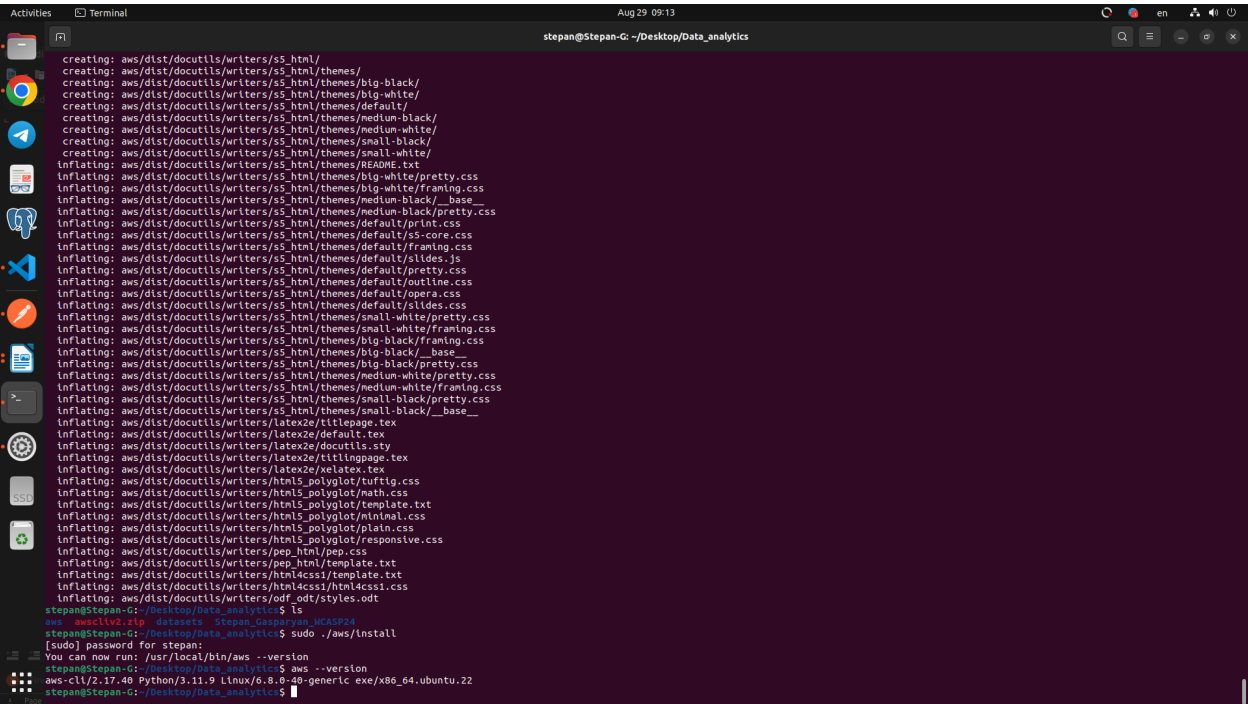 Activities
Terminal
Aug 29 09:13
en
stepan@Stepan-G: ~/Desktop/Data_analytics
creating: aws/dist/docutils/writers/s5_html/
creating: aws/dist/docutils/writers/s5_html/themes/
creating: aws/dist/docutils/writers/s5_html/themes/big-black/
creating: aws/dist/docutils/writers/s5_html/themes/big-white/
creating: aws/dist/docutils/writers/s5_html/themes/default/
creating: aws/dist/docutils/writers/s5_html/themes/medium-black/
creating: aws/dist/docutils/writers/s5_html/themes/medium-white/
creating: aws/dist/docutils/writers/s5_html/themes/small-black/
creating: aws/dist/docutils/writers/s5_html/themes/small-white/
inflating: aws/dist/docutils/writers/s5_html/themes/README.txt
inflating: aws/dist/docutils/writers/s5_html/themes/big-white/pretty.css
inflating: aws/dist/docutils/writers/s5_html/themes/big-white/framing.css
inflating: aws/dist/docutils/writers/s5_html/themes/medium-black/__base__
inflating: aws/dist/docutils/writers/s5_html/themes/medium-black/pretty.css
inflating: aws/dist/docutils/writers/s5_html/themes/default/print.css
inflating: aws/dist/docutils/writers/s5_html/themes/default/s5-core.css
inflating: aws/dist/docutils/writers/s5_html/themes/default/framing.css
inflating: aws/dist/docutils/writers/s5_html/themes/default/slides.js
inflating: aws/dist/docutils/writers/s5_html/themes/default/pretty.css
inflating: aws/dist/docutils/writers/s5_html/themes/default/outline.css
inflating: aws/dist/docutils/writers/s5_html/themes/default/opera.css
inflating: aws/dist/docutils/writers/s5_html/themes/default/slides.css
inflating: aws/dist/docutils/writers/s5_html/themes/small-white/pretty.css
inflating: aws/dist/docutils/writers/s5_html/themes/small-white/framing.css
inflating: aws/dist/docutils/writers/s5_html/themes/big-black/framing.css
inflating: aws/dist/docutils/writers/s5_html/themes/big-black/__base__
inflating: aws/dist/docutils/writers/s5_html/themes/big-black/pretty.css
inflating: aws/dist/docutils/writers/s5_html/themes/medium-white/pretty.css
inflating: aws/dist/docutils/writers/s5_html/themes/medium-white/framing.css
inflating: aws/dist/docutils/writers/s5_html/themes/small-black/pretty.css
inflating: aws/dist/docutils/writers/s5_html/themes/small-black/__base__
inflating: aws/dist/docutils/writers/latex2e/titlepage.tex
inflating: aws/dist/docutils/writers/latex2e/default.tex
inflating: aws/dist/docutils/writers/latex2e/docutils.sty
inflating: aws/dist/docutils/writers/latex2e/titlingpage.tex
inflating: aws/dist/docutils/writers/latex2e/xelatex.tex
inflating: aws/dist/docutils/writers/html5_polyglot/tuftig.css
inflating: aws/dist/docutils/writers/html5_polyglot/math.css
inflating: aws/dist/docutils/writers/html5_polyglot/template.txt
inflating: aws/dist/docutils/writers/html5_polyglot/minimal.css
inflating: aws/dist/docutils/writers/html5_polyglot/plain.css
inflating: aws/dist/docutils/writers/html5_polyglot/responsive.css
inflating: aws/dist/docutils/writers/pep_html/pep.css
inflating: aws/dist/docutils/writers/pep_html/template.txt
inflating: aws/dist/docutils/writers/html4css1/template.txt
inflating: aws/dist/docutils/writers/html4css1/html4css1.css
inflating: aws/dist/docutils/writers/odf_odt/styles.odt
stepan@Stepan-G:~/Desktop/Data_analytics$ ls
aws awscliv2.zip datasets Stepan_Gasparyan_WCASP24
stepan@Stepan-G:~/Desktop/Data_analytics$ sudo ./aws/install
[sudo] password for stepan:
You can now run: /usr/local/bin/aws --version
stepan@Stepan-G:~/Desktop/Data_analytics$ aws --version
aws-cli/2.17.40 Python/3.11.9 Linux/6.8.0-40-generic exe/x86_64.ubuntu.22
stepan@Stepan-G:~/Desktop/Data_analytics$
SSD
Page